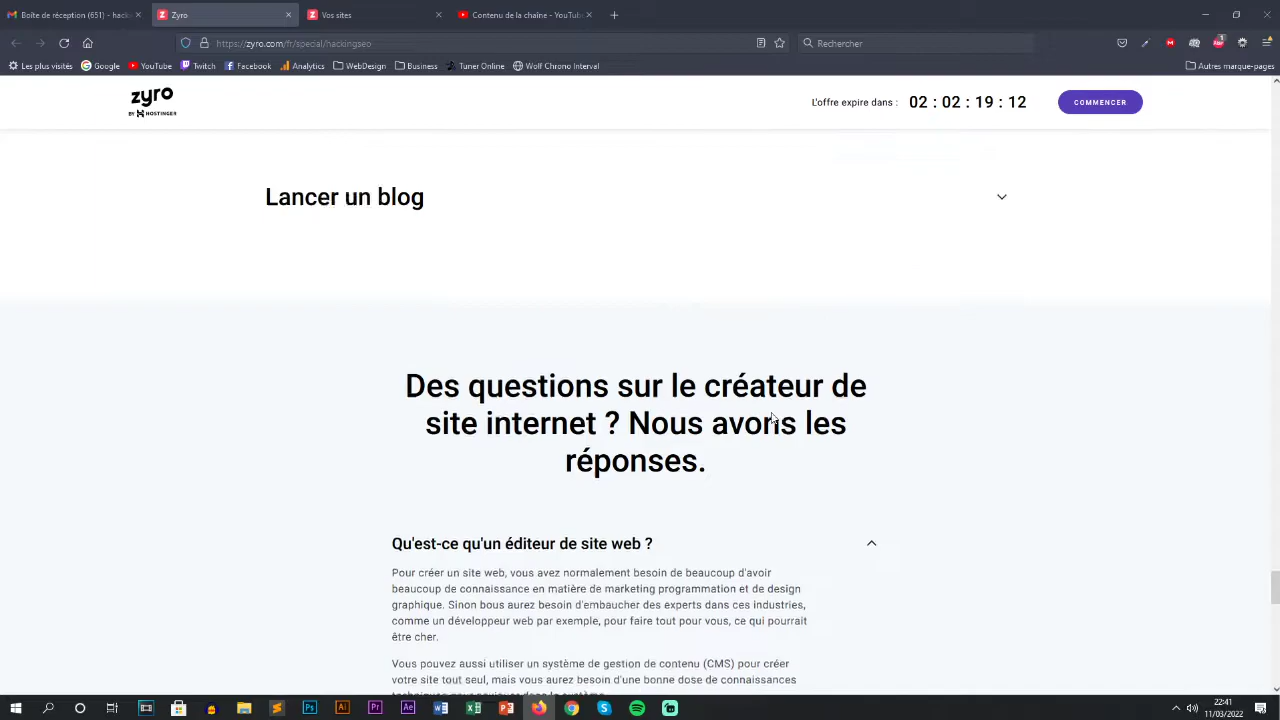 Boîte de réception (651) - hack
Zyro
Vos sites
Contenu de la chaîne - YouTube
https://zyro.com/fr/special/hackingseo
Rechercher
Les plus visités
Google
YouTube
Twitch
Facebook
Analytics
WebDesign
Business
Tuner Online
Wolf Chrono Interval
Autres marque-pages
zyro
BY HOSTINGER
L'offre expire dans :
02 : 02 : 19 : 12
COMMENCER
Lancer un blog
Des questions sur le créateur de
site internet ? Nous avons les
réponses.
Qu'est-ce qu'un éditeur de site web ?
Pour créer un site web, vous avez normalement besoin de beaucoup d'avoir
beaucoup de connaissance en matière de marketing programmation et de design
graphique. Sinon bous aurez besoin d'embaucher des experts dans ces industries,
comme un développeur web par exemple, pour faire tout pour vous, ce qui pourrait
être cher.
Vous pouvez aussi utiliser un système de gestion de contenu (CMS) pour créer
votre site tout seul, mais vous aurez besoin d'une bonne dose de connaissances
22:41
11/03/2022